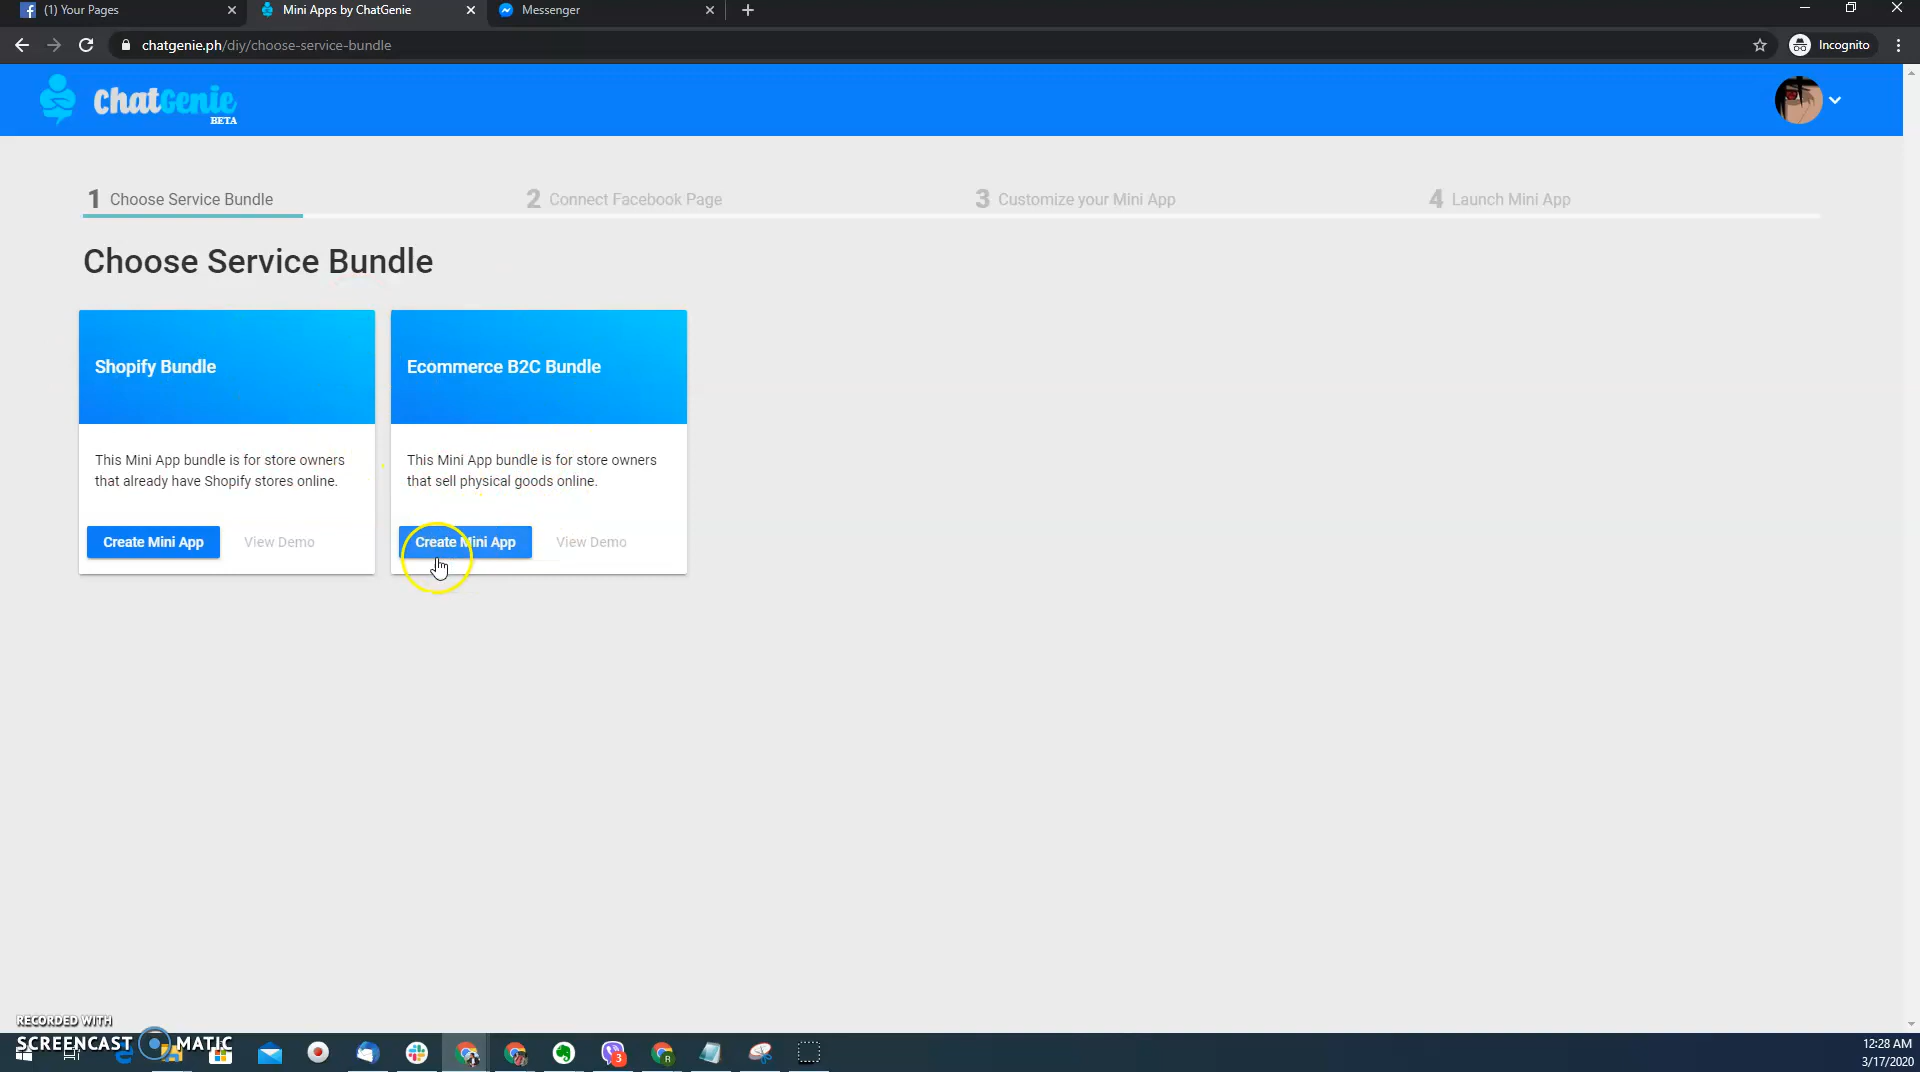 (1) Your Pages
Mini Apps by ChatGenie
Messenger
chatgenie.ph/diy/choose-service-bundle
Incognito
ChatGenie
BETA
1 Choose Service Bundle
2 Connect Facebook Page
3 Customize your Mini App
4 Launch Mini App
Choose Service Bundle
Shopify Bundle
This Mini App bundle is for store owners
that already have Shopify stores online.
Create Mini App
View Demo
Ecommerce B2C Bundle
This Mini App bundle is for store owners
that sell physical goods online.
Create Mini App
View Demo
RECORDED WITH
SCREENCAST MATIC
3
R
12:28 AM
3/17/2020